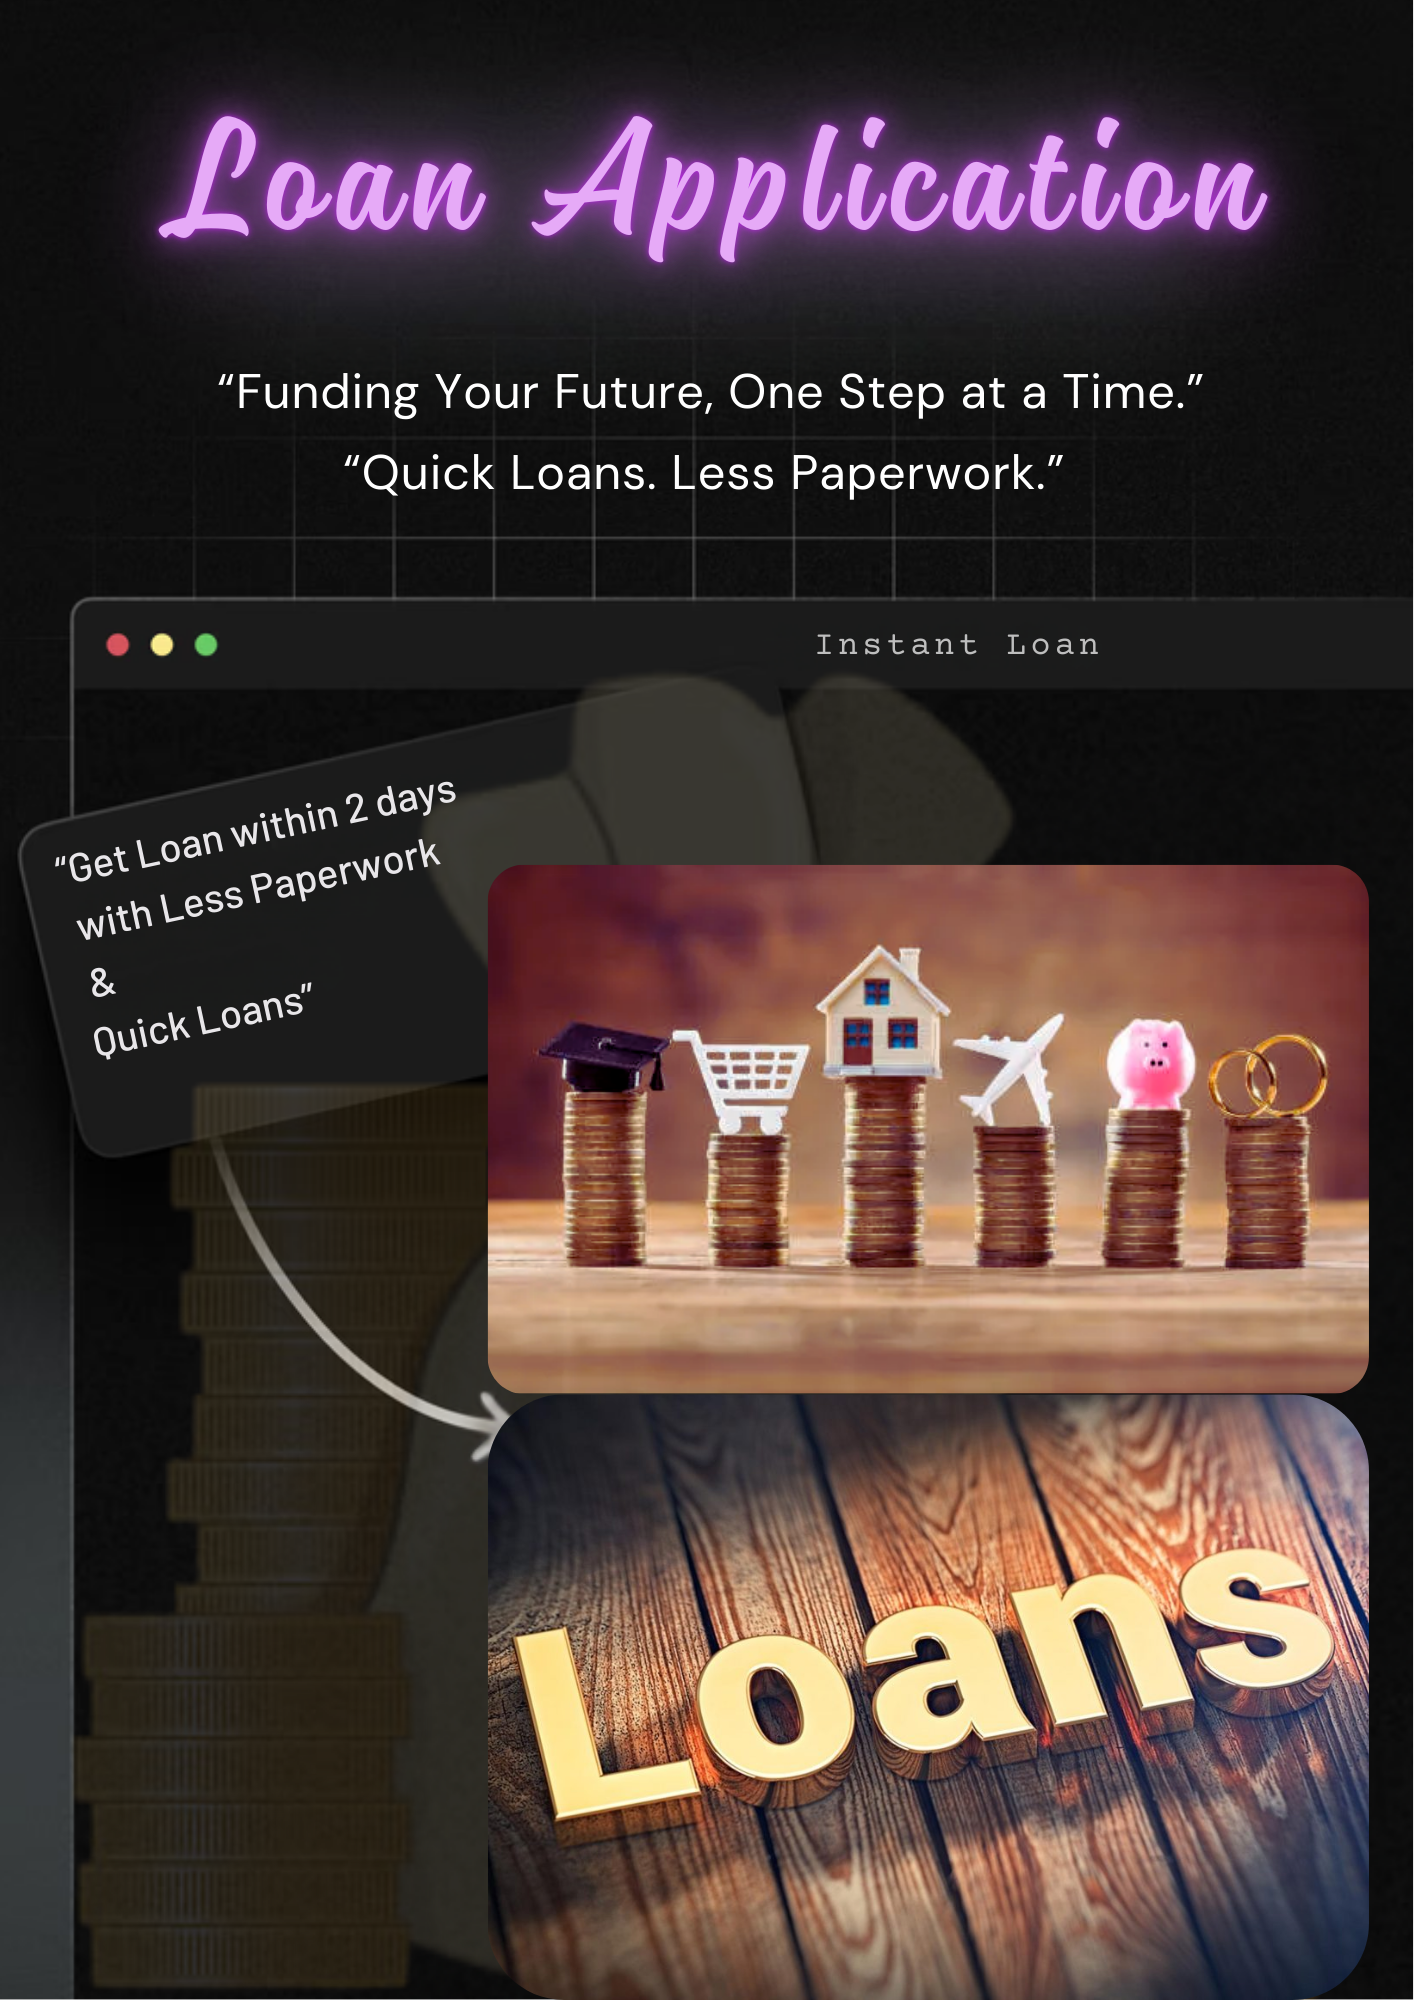 Loan Application
“Funding Your Future, One Step at a Time.”
“Quick Loans. Less Paperwork.”
Instant Loan
“Get Loan within 2 days
with Less Paperwork
&
Quick Loans”
Loans